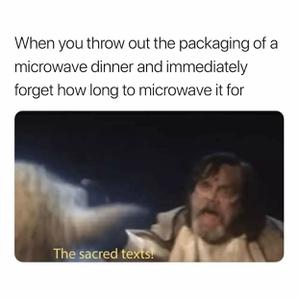 When you throw out the packaging of a
microwave dinner and immediately
forget how long to microwave it for
The sacred texts!